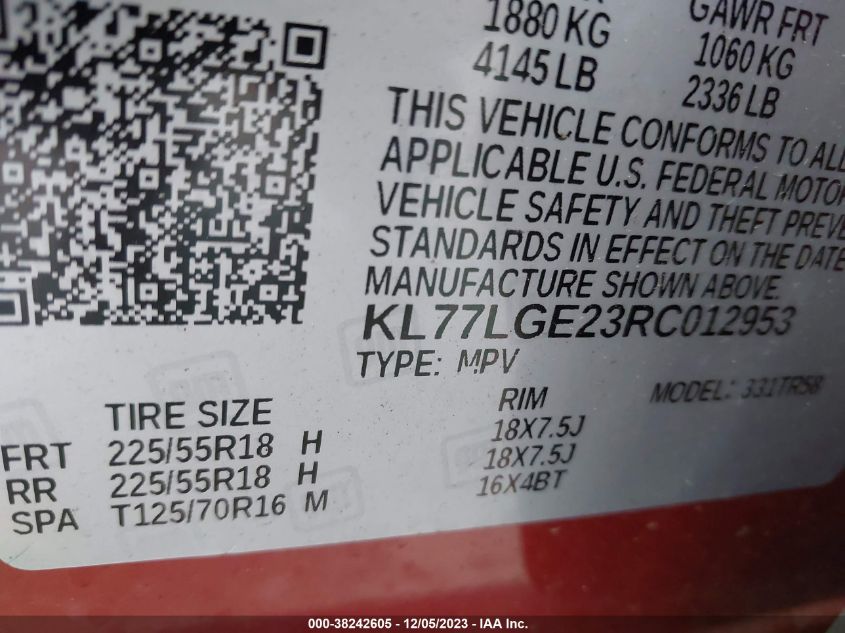 1880 KG
4145 LB
GAWR FRT
1060 KG
2336 LB
THIS VEHICLE CONFORMS TO ALL
APPLICABLE U.S. FEDERAL MOTOR
VEHICLE SAFETY AND THEFT PREVE
STANDARDS IN EFFECT ON THE DATE
MANUFACTURE SHOWN ABOVE.
KL77LGE23RC012953
TYPE: MPV
MODEL: 331TR58
TIRE SIZE RIM
FRT 225/55R18 H 18X7.5J
RR 225/55R18 H 18X7.5J
SPA T125/70R16 M 16X4BT
000-38242605 - 12/05/2023 - IAA Inc.